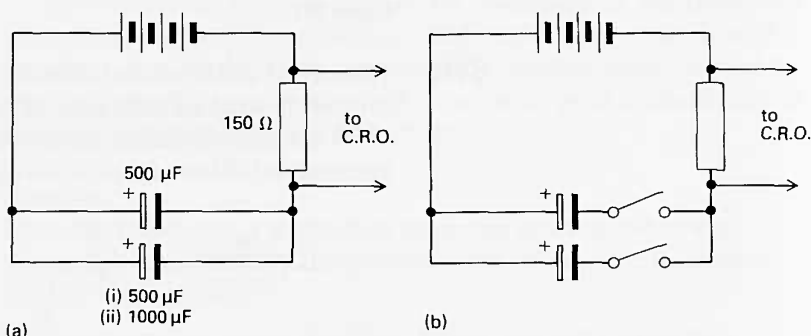 150 Ω
to
C.R.O.
500 µF
+
+
(i) 500 µF
(ii) 1000 µF
(a)
(b)
to
C.R.O.
+
+